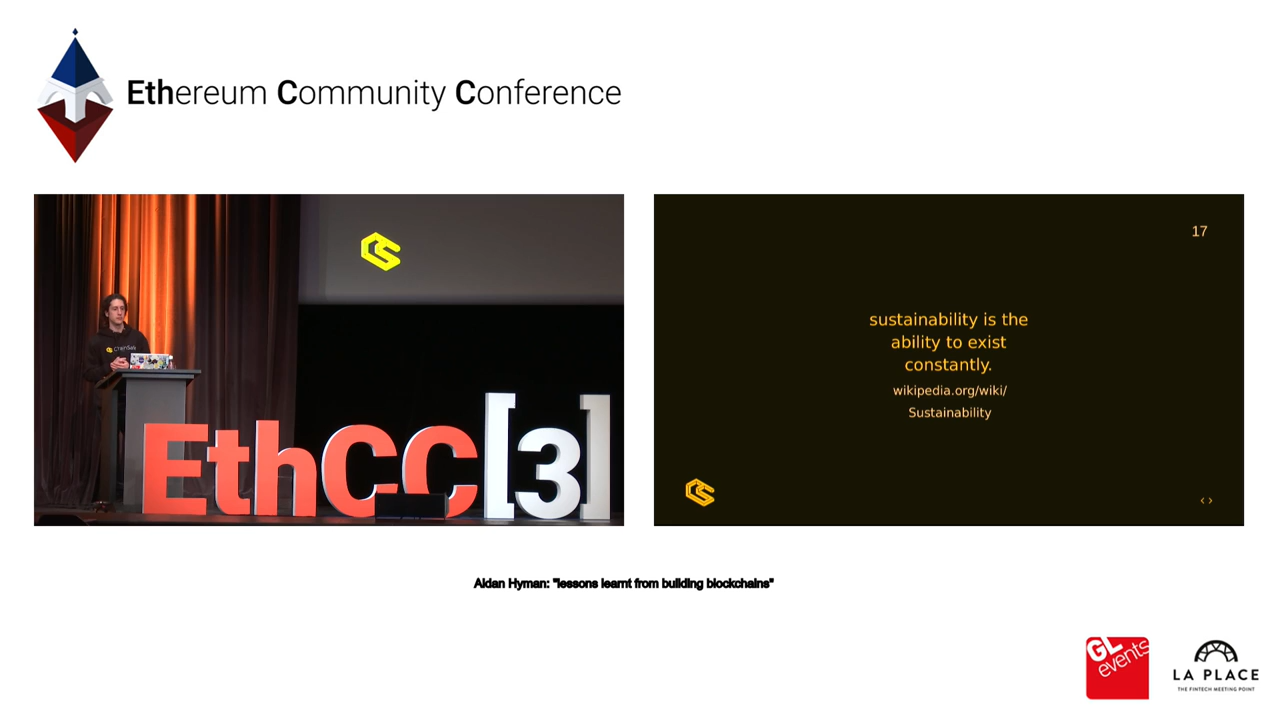 Ethereum Community Conference
17
sustainability is the
ability to exist
constantly.
wikipedia.org/wiki/
Sustainability
< >
ChainSafe
EthCC[3]
Aidan Hyman: "lessons learnt from building blockchains"
GL
events
LA PLACE
THE FINTECH MEETING POINT